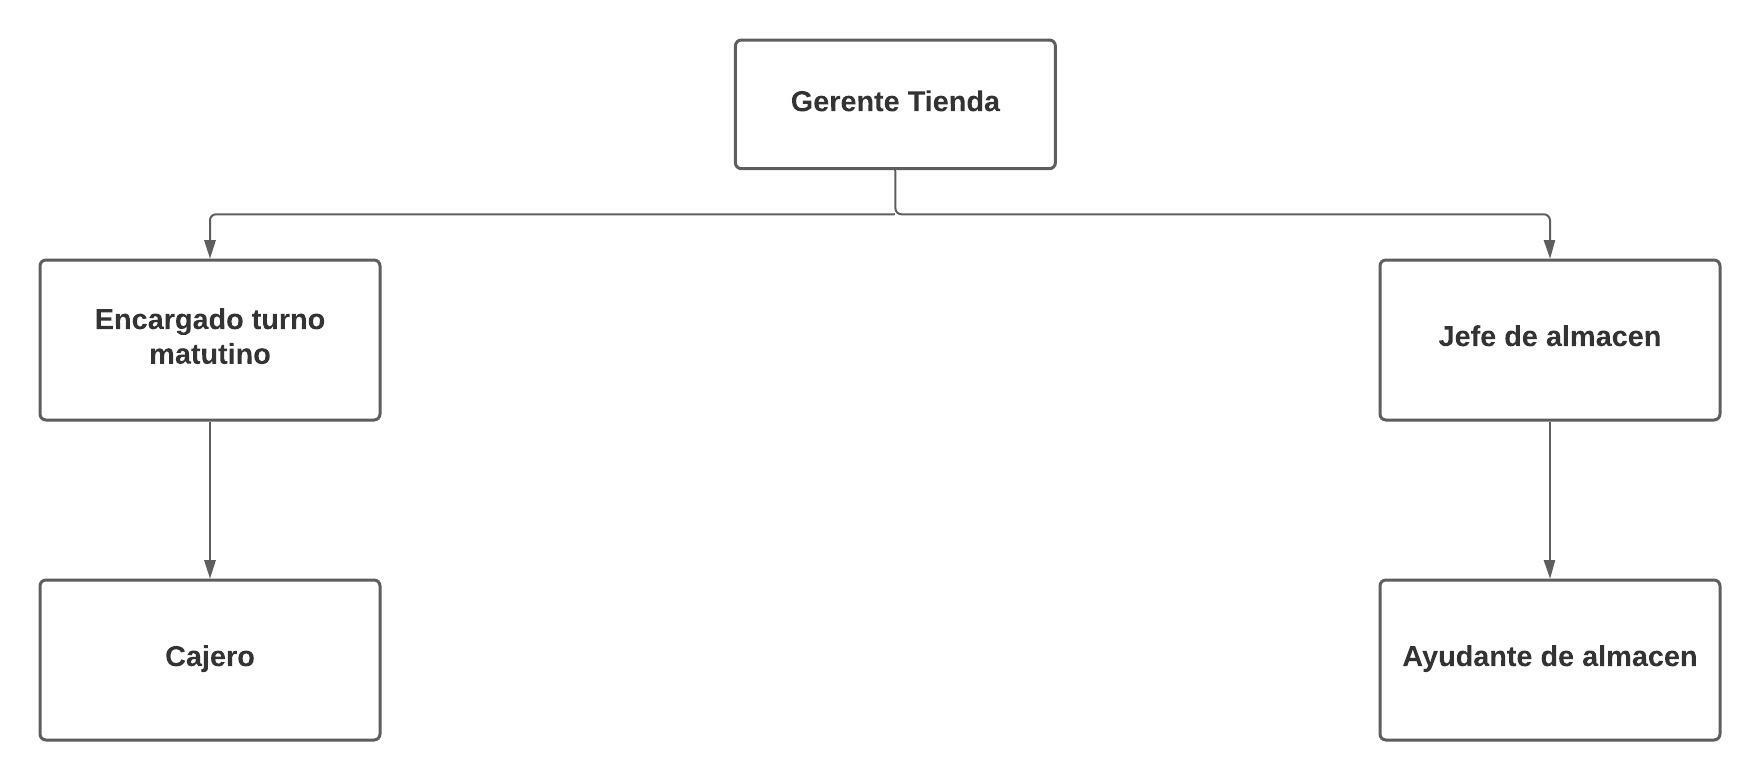 Gerente Tienda
Encargado turno
matutino
Jefe de almacen
Cajero
Ayudante de almacen